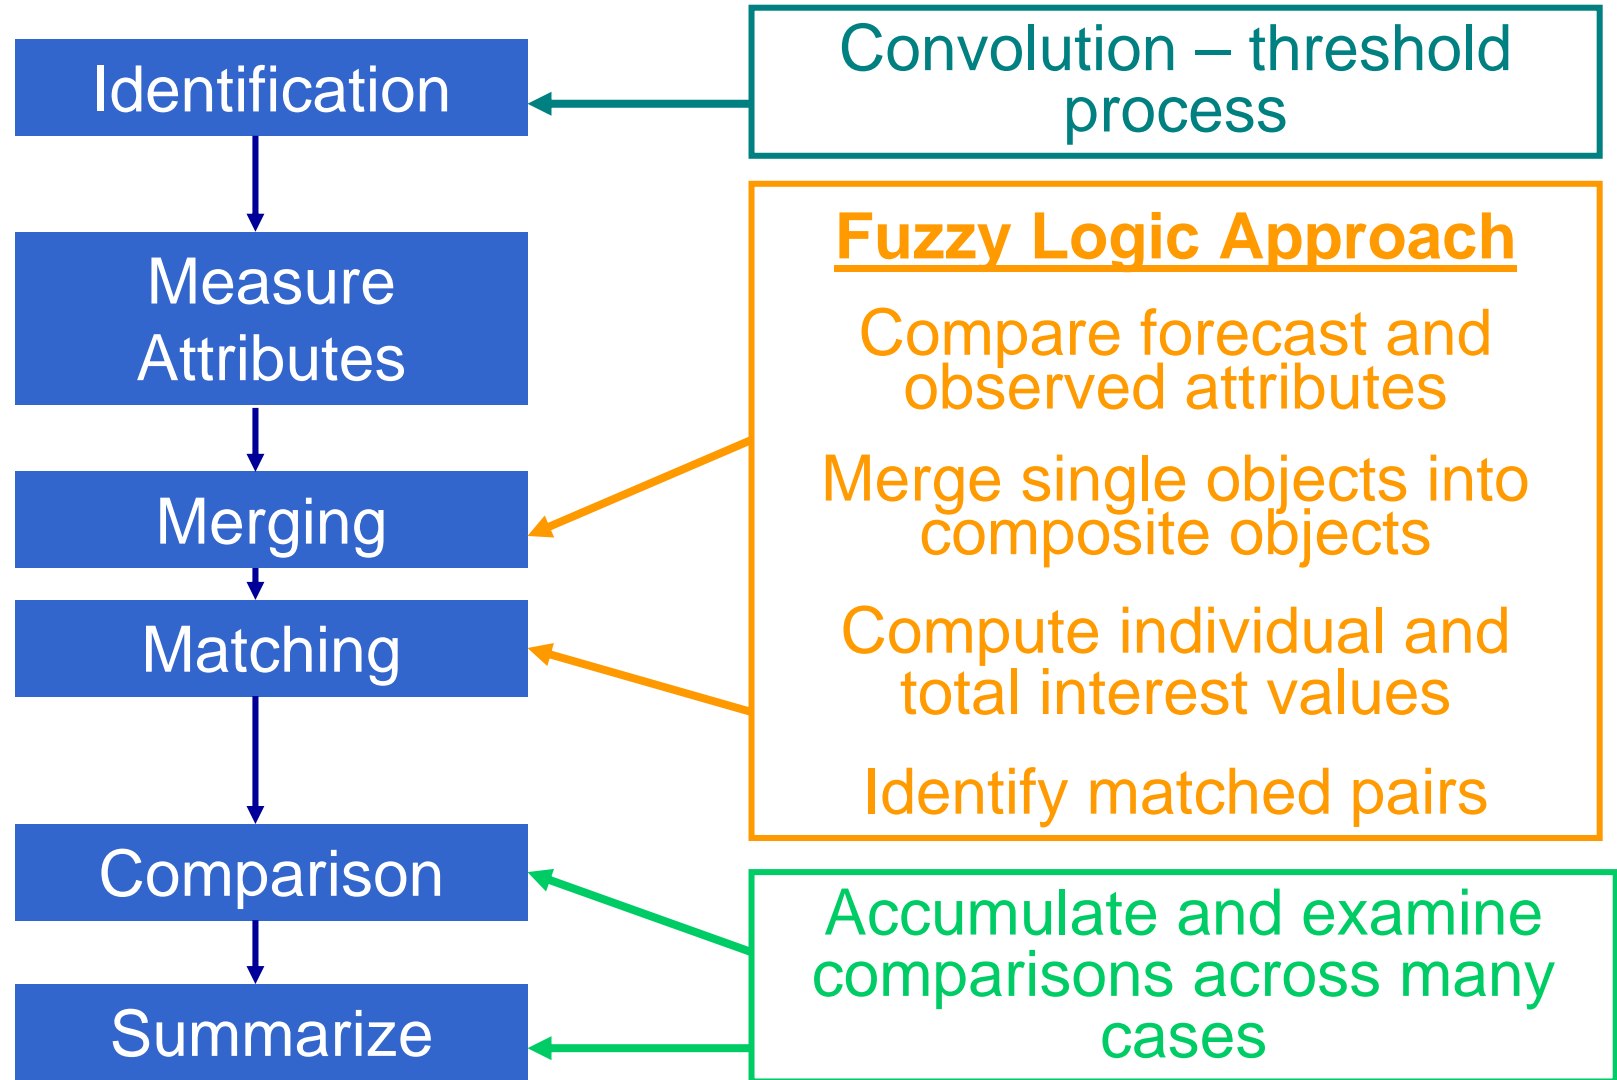 Identification
Convolution – threshold
process
Measure
Attributes
Merging
Matching
Comparison
Summarize
Fuzzy Logic Approach
Compare forecast and
observed attributes
Merge single objects into
composite objects
Compute individual and
total interest values
Identify matched pairs
Accumulate and examine
comparisons across many
cases